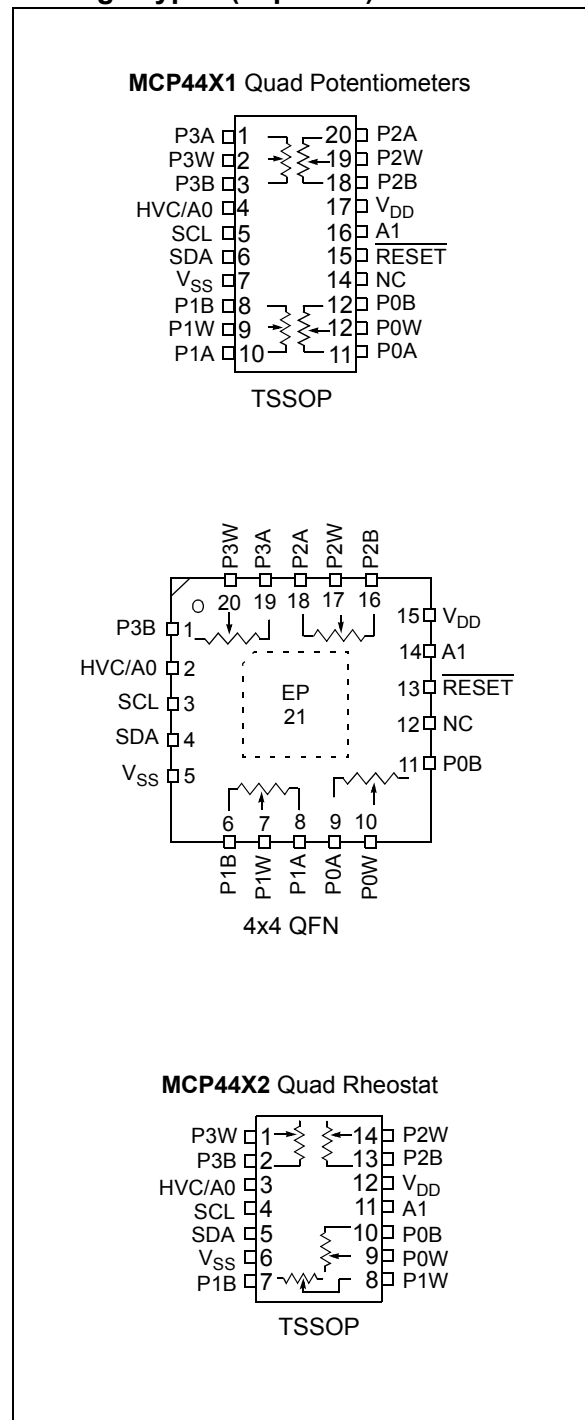 MCP44X1 Quad Potentiometers
P3A 1 20 P2A
P3W 2 19 P2W
P3B 3 18 P2B
HVC/A0 4 17 VDD
SCL 5 16 A1
SDA 6 15 RESET
VSS 7 14 NC
P1B 8 12 P0B
P1W 9 12 P0W
P1A 10 11 P0A
TSSOP
P3W P3A P2A P2W P2B
20 19 18 17 16
P3B 1 15 VDD
HVC/A0 2 14 A1
SCL 3 13 RESET
EP
21
SDA 4 12 NC
VSS 5 11 P0B
6 7 8 9 10
P1B P1W P1A P0A P0W
4x4 QFN
MCP44X2 Quad Rheostat
P3W 1 14 P2W
P3B 2 13 P2B
HVC/A0 3 12 VDD
SCL 4 11 A1
SDA 5 10 P0B
VSS 6 9 P0W
P1B 7 8 P1W
TSSOP